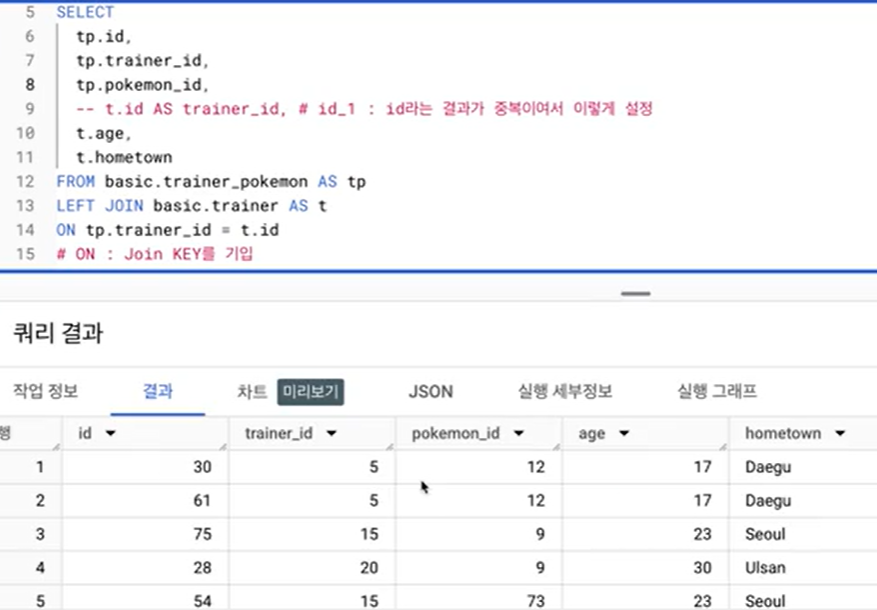 5 SELECT
6 tp.id,
7 tp.trainer_id,
8 tp.pokemon_id,
9 -- t.id AS trainer_id, # id_1 : id라는 결과가 중복이여서 이렇게 설정
10 t.age,
11 t.hometown
12 FROM basic.trainer_pokemon AS tp
13 LEFT JOIN basic.trainer AS t
14 ON tp.trainer_id = t.id
15 # ON : Join KEY를 기입
쿼리 결과
작업 정보 결과 차트 미리보기 JSON 실행 세부정보 실행 그래프
행 id trainer_id pokemon_id age hometown
1 30 5 12 17 Daegu
2 61 5 12 17 Daegu
3 75 15 9 23 Seoul
4 28 20 9 30 Ulsan
5 54 15 73 23 Seoul